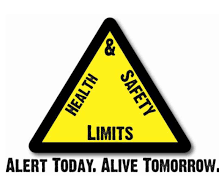 &
Health
Safety
Limits
Alert Today. Alive Tomorrow.